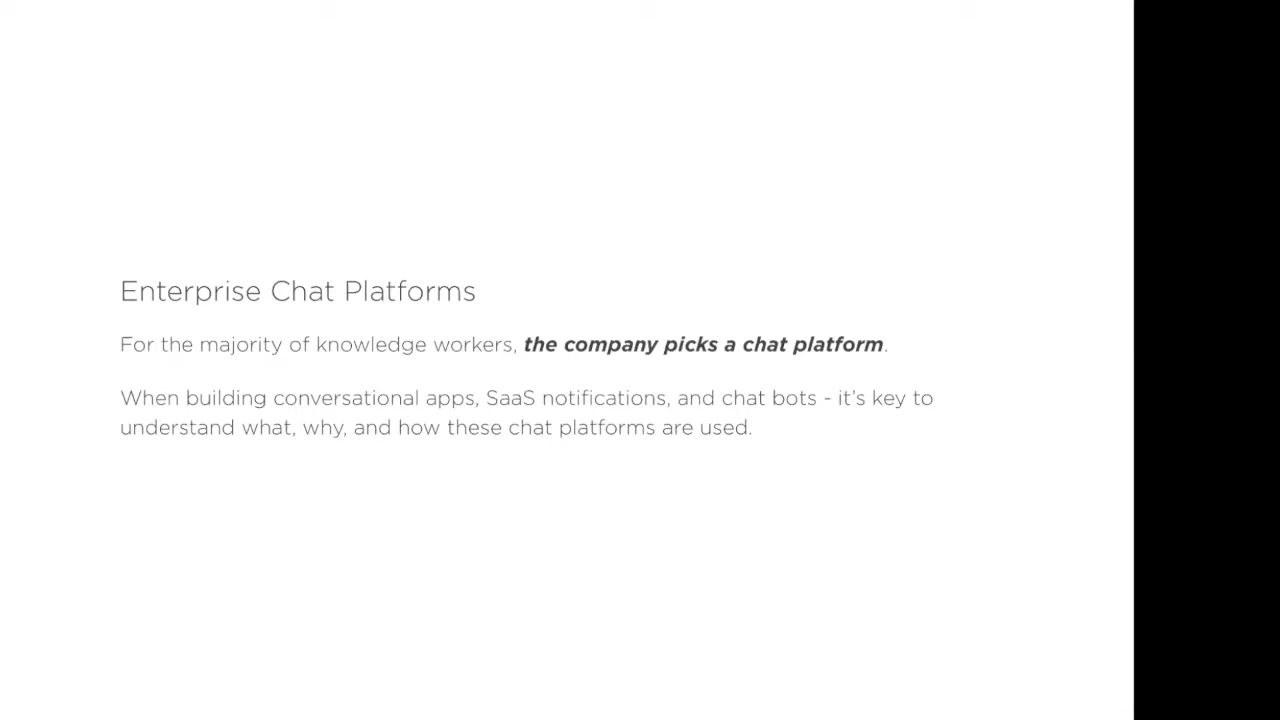 Enterprise Chat Platforms
For the majority of knowledge workers, the company picks a chat platform.
When building conversational apps, SaaS notifications, and chat bots - it’s key to
understand what, why, and how these chat platforms are used.